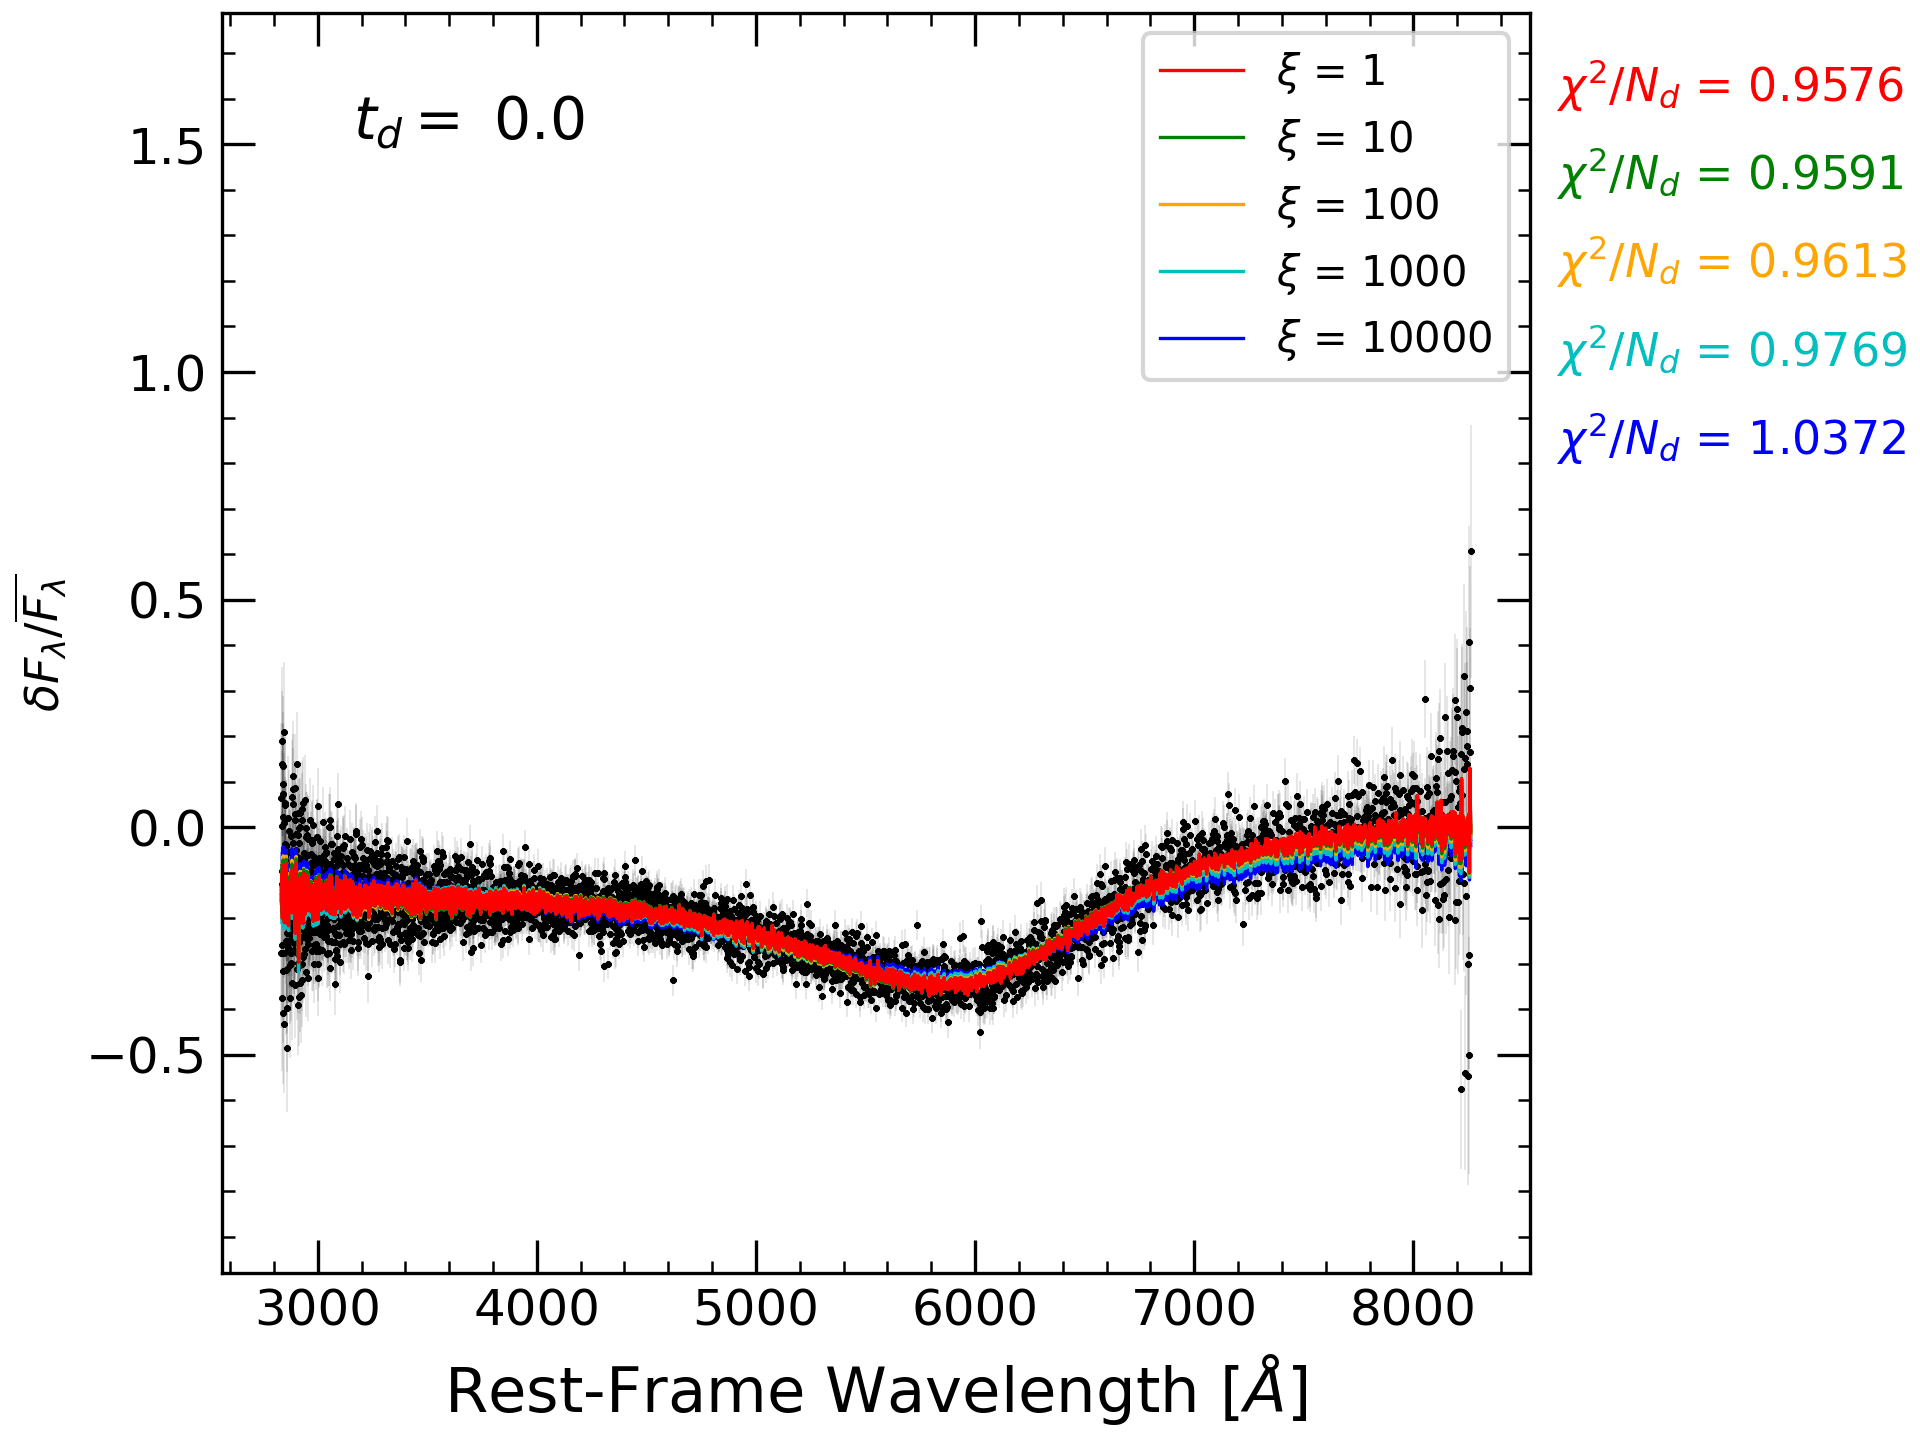 t_d = 0.0
ξ = 1
ξ = 10
ξ = 100
ξ = 1000
ξ = 10000
χ²/N_d = 0.9576
χ²/N_d = 0.9591
χ²/N_d = 0.9613
χ²/N_d = 0.9769
χ²/N_d = 1.0372
δF_λ/F̅_λ
1.5
1.0
0.5
0.0
−0.5
3000 4000 5000 6000 7000 8000
Rest-Frame Wavelength [Å]